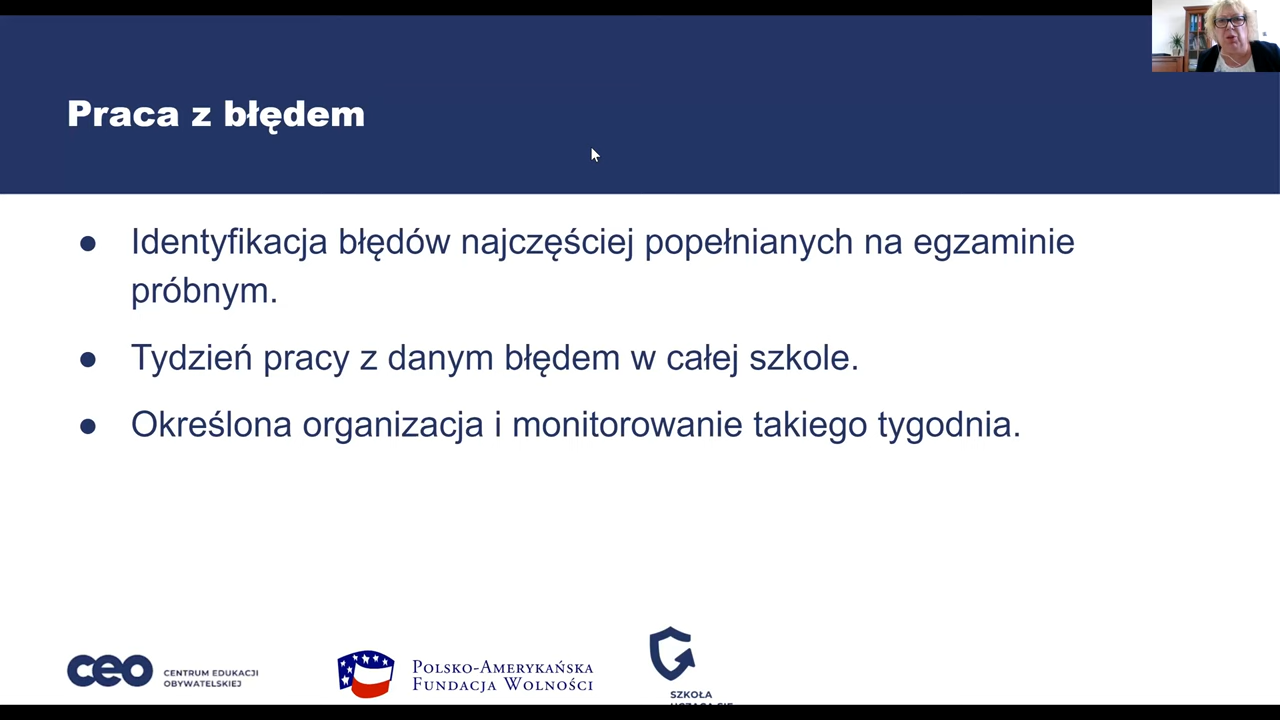 Praca z błędem
● Identyfikacja błędów najczęściej popełnianych na egzaminie
próbnym.
● Tydzień pracy z danym błędem w całej szkole.
● Określona organizacja i monitorowanie takiego tygodnia.
ceo
CENTRUM EDUKACJI
OBYWATELSKIEJ
POLSKO-AMERYKAŃSKA
FUNDACJA WOLNOŚCI
SZKOŁA